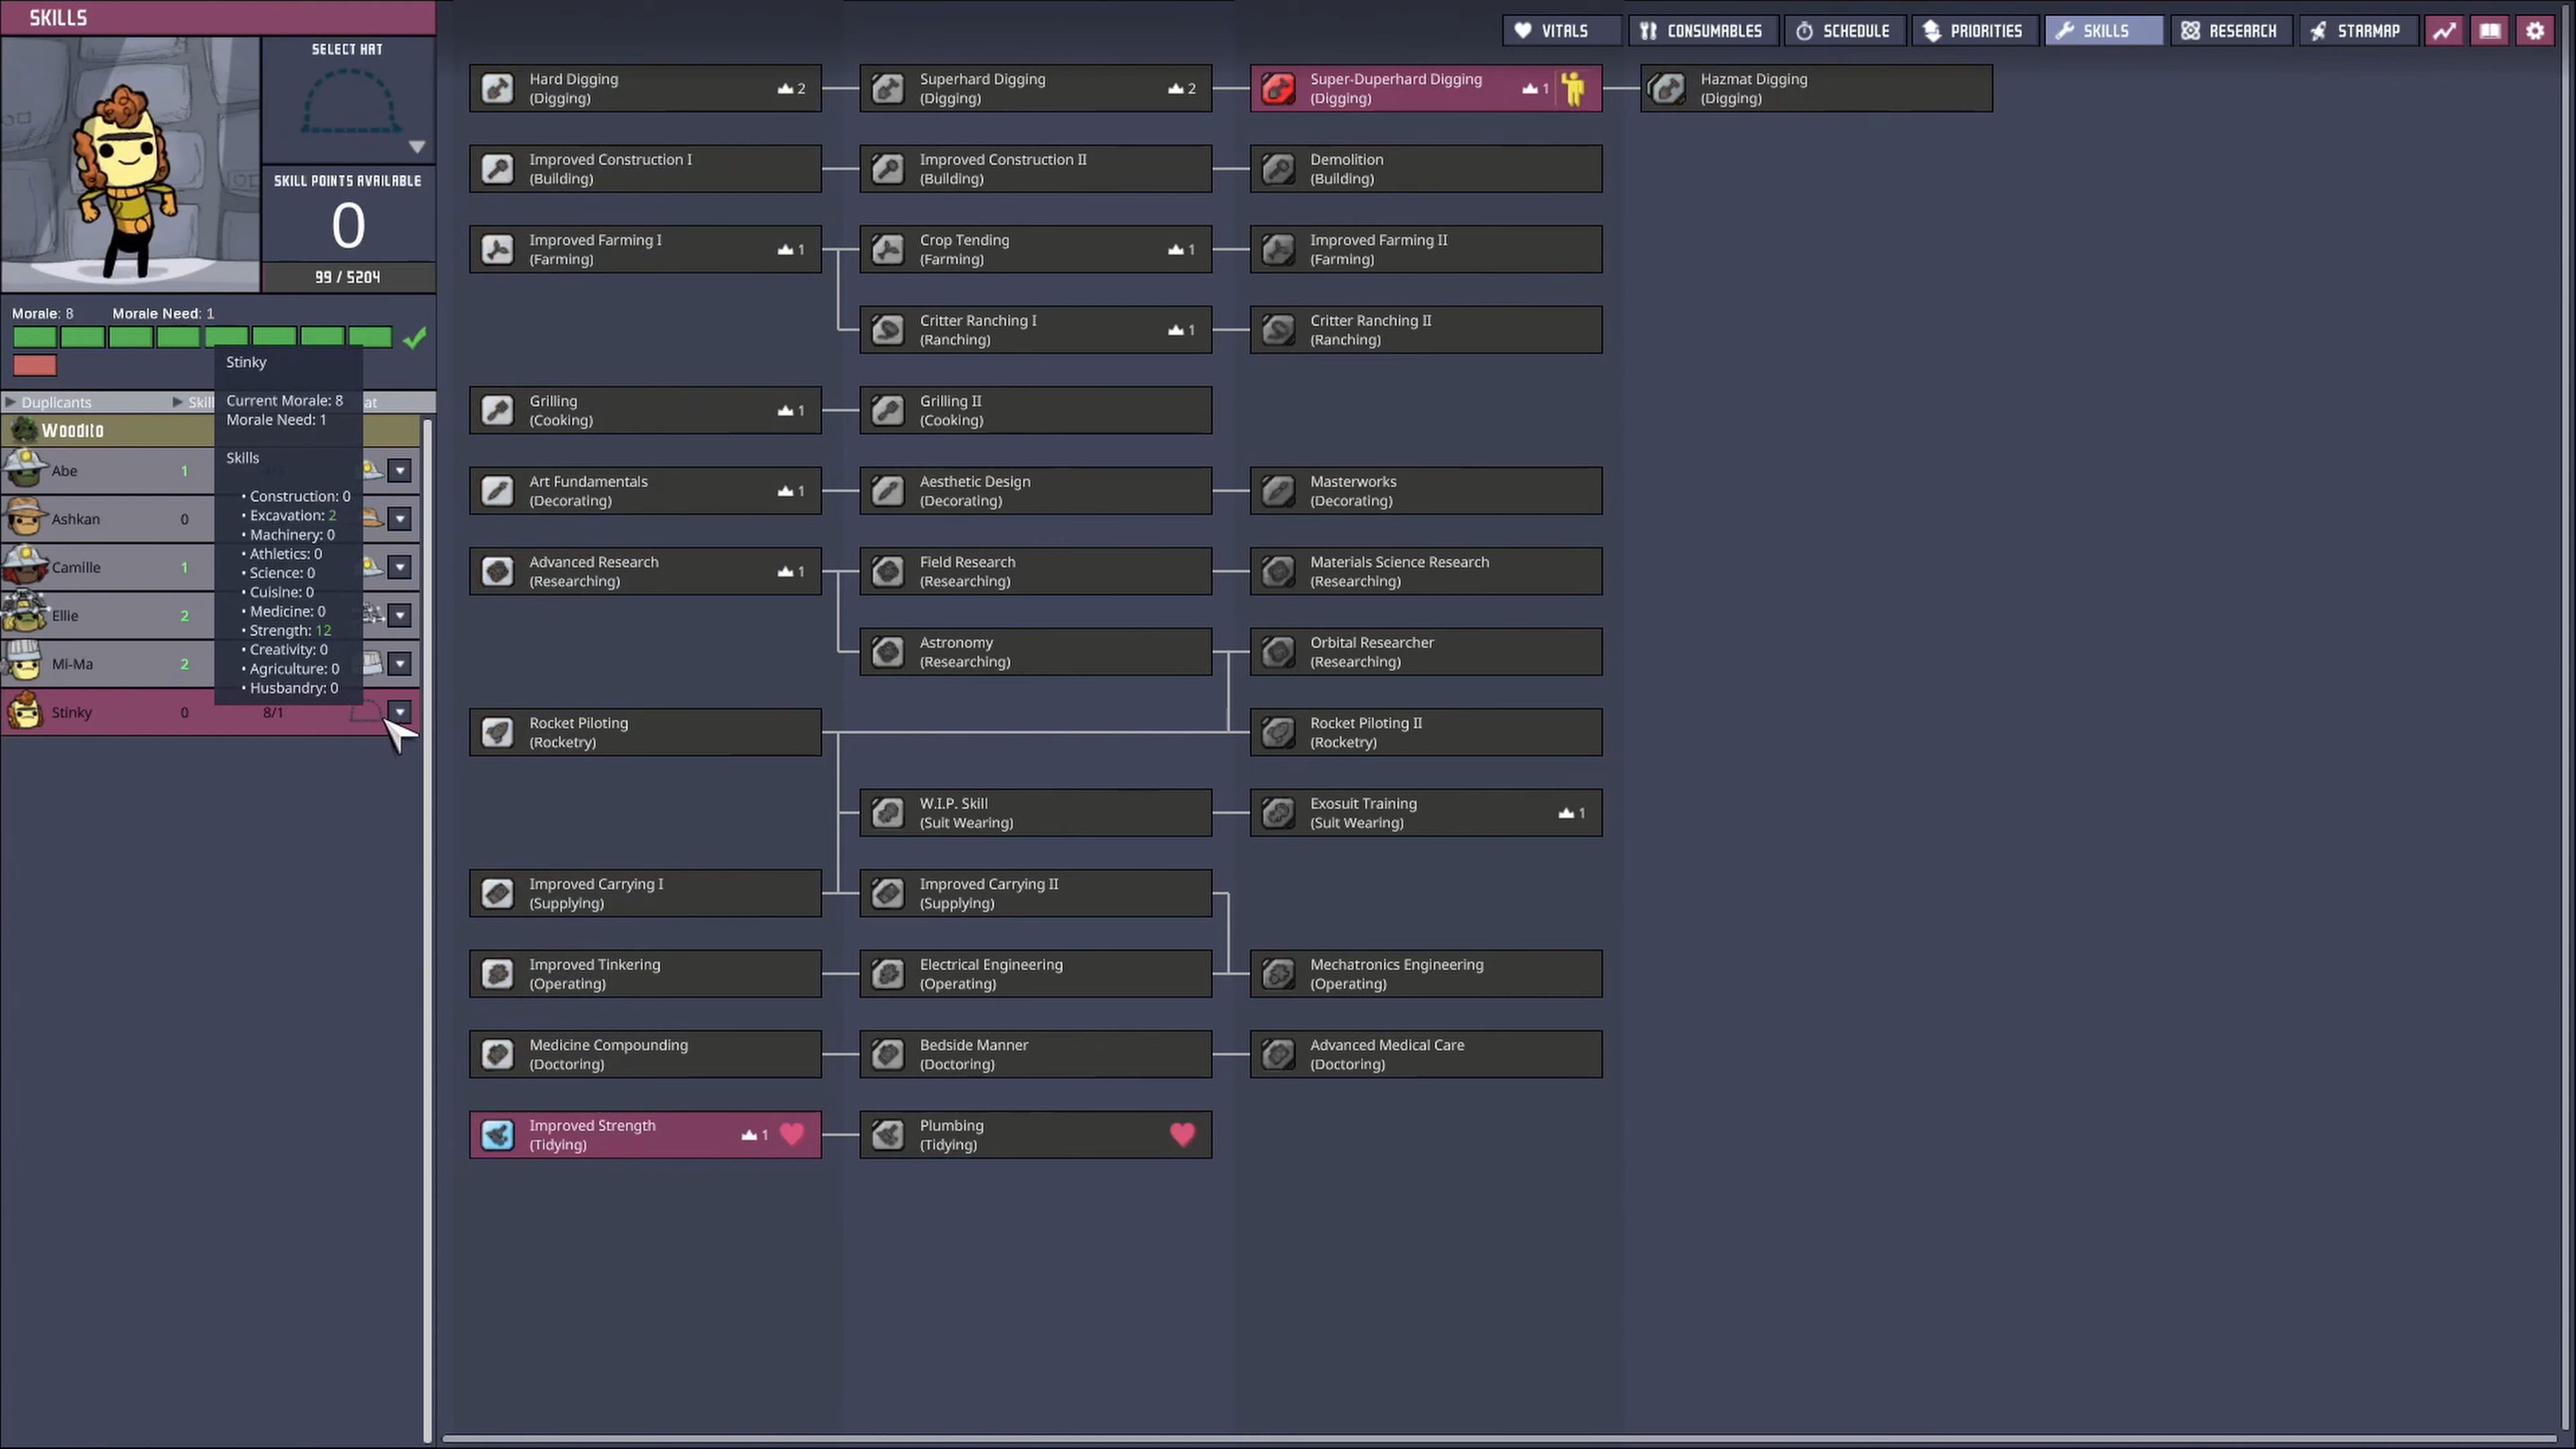 SKILLS
VITALS
CONSUMABLES
SCHEDULE
PRIORITIES
SKILLS
RESEARCH
STARMAP
SELECT HAT
SKILL POINTS AVAILABLE
0
99 / 5204
Morale: 8 Morale Need: 1
Duplicants
Skil
at
Woodito
Abe 1
Ashkan 0
Camille 1
Ellie 2
Mi-Ma 2
Stinky 0 8/1
Stinky
Current Morale: 8
Morale Need: 1
Skills
• Construction: 0
• Excavation: 2
• Machinery: 0
• Athletics: 0
• Science: 0
• Cuisine: 0
• Medicine: 0
• Strength: 12
• Creativity: 0
• Agriculture: 0
• Husbandry: 0
Hard Digging
(Digging)
2
Superhard Digging
(Digging)
2
Super-Duperhard Digging
(Digging)
1
Hazmat Digging
(Digging)
Improved Construction I
(Building)
Improved Construction II
(Building)
Demolition
(Building)
Improved Farming I
(Farming)
1
Crop Tending
(Farming)
1
Improved Farming II
(Farming)
Critter Ranching I
(Ranching)
1
Critter Ranching II
(Ranching)
Grilling
(Cooking)
1
Grilling II
(Cooking)
Art Fundamentals
(Decorating)
1
Aesthetic Design
(Decorating)
Masterworks
(Decorating)
Advanced Research
(Researching)
1
Field Research
(Researching)
Materials Science Research
(Researching)
Astronomy
(Researching)
Orbital Researcher
(Researching)
Rocket Piloting
(Rocketry)
Rocket Piloting II
(Rocketry)
W.I.P. Skill
(Suit Wearing)
Exosuit Training
(Suit Wearing)
1
Improved Carrying I
(Supplying)
Improved Carrying II
(Supplying)
Improved Tinkering
(Operating)
Electrical Engineering
(Operating)
Mechatronics Engineering
(Operating)
Medicine Compounding
(Doctoring)
Bedside Manner
(Doctoring)
Advanced Medical Care
(Doctoring)
Improved Strength
(Tidying)
1
Plumbing
(Tidying)